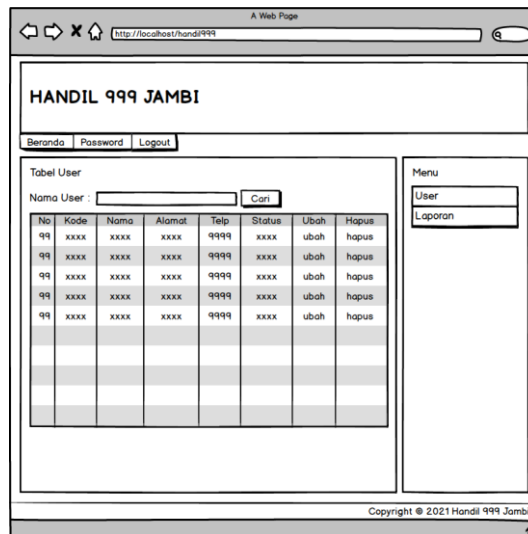 A Web Page
http://localhost/handil999
HANDIL 999 JAMBI
Beranda Password Logout
Tabel User
Nama User : Cari
No Kode Nama Alamat Telp Status Ubah Hapus
99 xxxx xxxx xxxx 9999 xxxx ubah hapus
99 xxxx xxxx xxxx 9999 xxxx ubah hapus
99 xxxx xxxx xxxx 9999 xxxx ubah hapus
99 xxxx xxxx xxxx 9999 xxxx ubah hapus
99 xxxx xxxx xxxx 9999 xxxx ubah hapus
Menu
User
Laporan
Copyright © 2021 Handil 999 Jambi